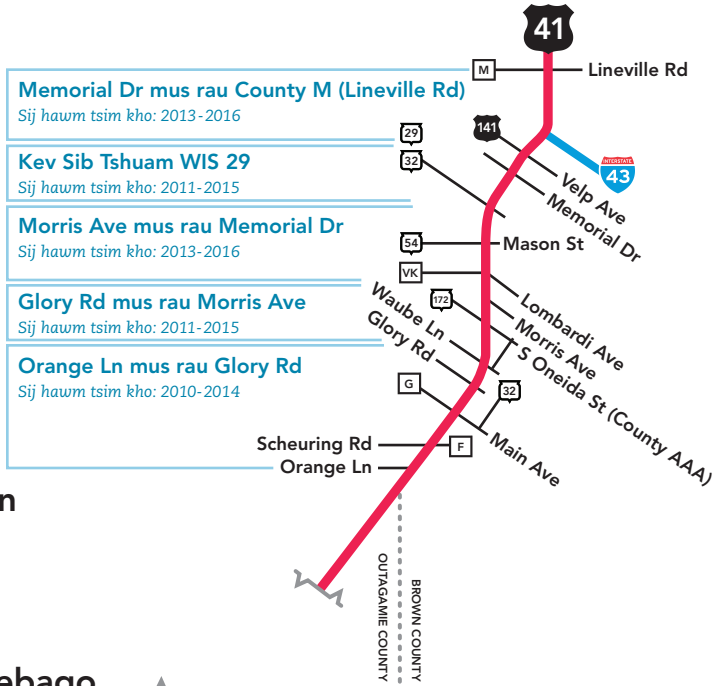 41
M
Lineville Rd
Memorial Dr mus rau County M (Lineville Rd)
Sij hawm tsim kho: 2013-2016
29
141
32
INTERSTATE
43
Kev Sib Tshuam WIS 29
Sij hawm tsim kho: 2011-2015
Velp Ave
Memorial Dr
Morris Ave mus rau Memorial Dr
Sij hawm tsim kho: 2013-2016
54
Mason St
VK
172
Lombardi Ave
Morris Ave
S Oneida St (County AAA)
Waube Ln
Glory Rd
Glory Rd mus rau Morris Ave
Sij hawm tsim kho: 2011-2015
Orange Ln mus rau Glory Rd
Sij hawm tsim kho: 2010-2014
G
32
Main Ave
Scheuring Rd
F
Orange Ln
n
OUTAGAMIE COUNTY
BROWN COUNTY
ebago